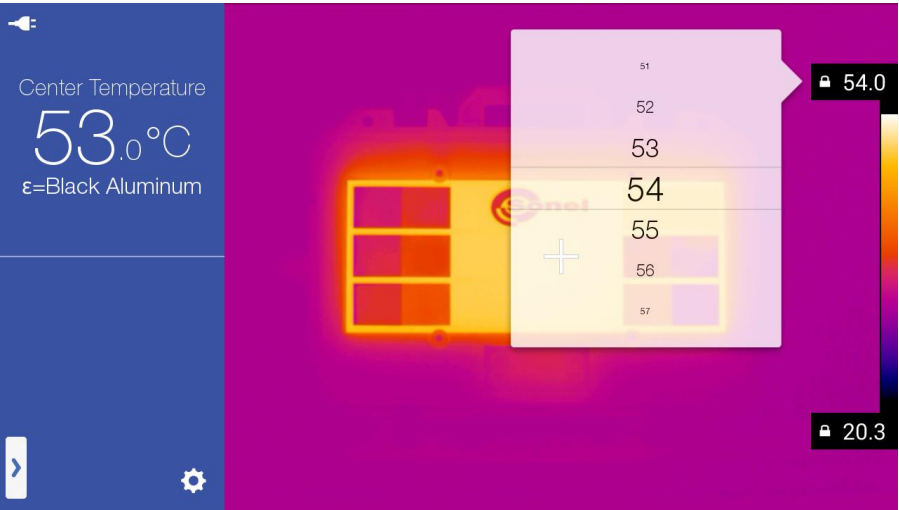 Center Temperature
53.0°C
ε=Black Aluminum
Sonel
51
52
53
54
55
56
57
54.0
20.3